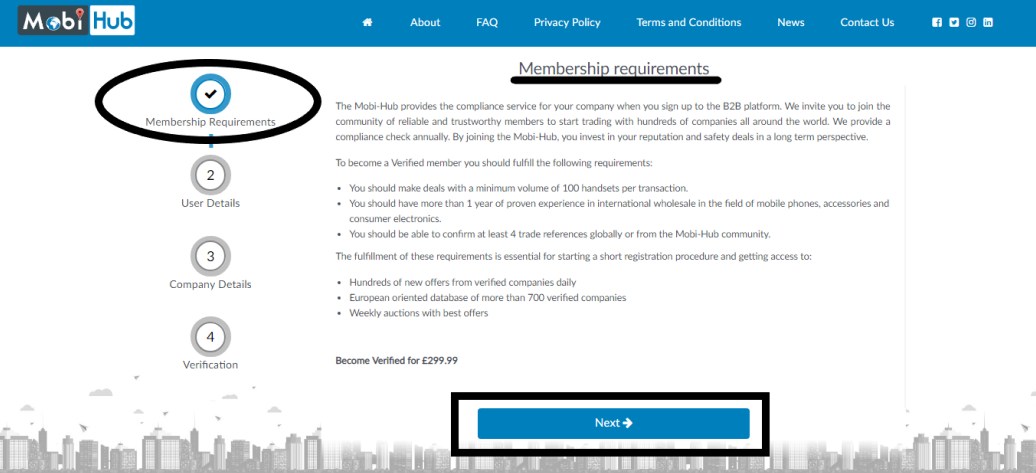 Mobi Hub
About FAQ Privacy Policy Terms and Conditions News Contact Us
Membership Requirements
2
User Details
3
Company Details
4
Verification
Membership requirements
The Mobi-Hub provides the compliance service for your company when you sign up to the B2B platform. We invite you to join the
community of reliable and trustworthy members to start trading with hundreds of companies all around the world. We provide a
compliance check annually. By joining the Mobi-Hub, you invest in your reputation and safety deals in a long term perspective.
To become a Verified member you should fulfill the following requirements:
• You should make deals with a minimum volume of 100 handsets per transaction.
• You should have more than 1 year of proven experience in international wholesale in the field of mobile phones, accessories and
consumer electronics.
• You should be able to confirm at least 4 trade references globally or from the Mobi-Hub community.
The fulfillment of these requirements is essential for starting a short registration procedure and getting access to:
• Hundreds of new offers from verified companies daily
• European oriented database of more than 700 verified companies
• Weekly auctions with best offers
Become Verified for £299.99
Next →